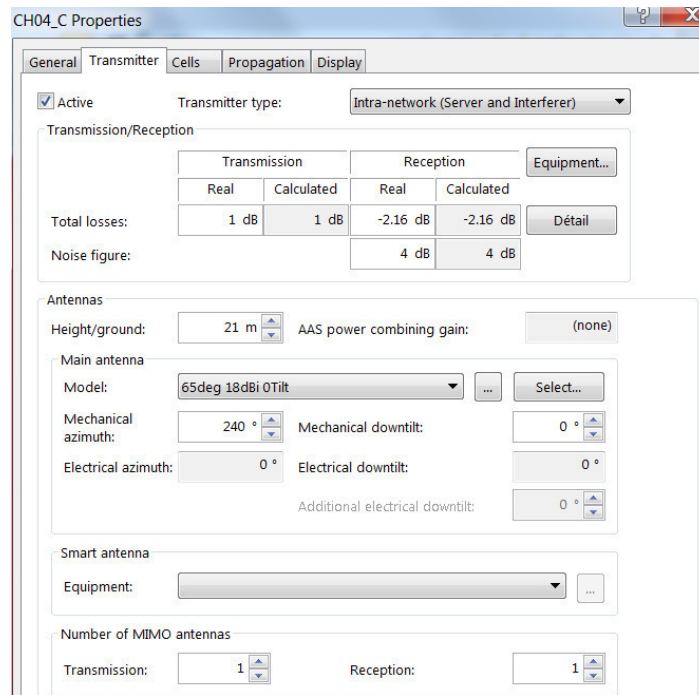 CH04_C Properties
General Transmitter Cells Propagation Display
Active Transmitter type: Intra-network (Server and Interferer)
Transmission/Reception
Transmission Reception Equipment...
Real Calculated Real Calculated
Total losses: 1 dB 1 dB -2.16 dB -2.16 dB Détail
Noise figure: 4 dB 4 dB
Antennas
Height/ground: 21 m AAS power combining gain: (none)
Main antenna
Model: 65deg 18dBi 0Tilt ... Select...
Mechanical azimuth: 240 ° Mechanical downtilt: 0 °
Electrical azimuth: 0 ° Electrical downtilt: 0 °
Additional electrical downtilt: 0 °
Smart antenna
Equipment: ...
Number of MIMO antennas
Transmission: 1 Reception: 1